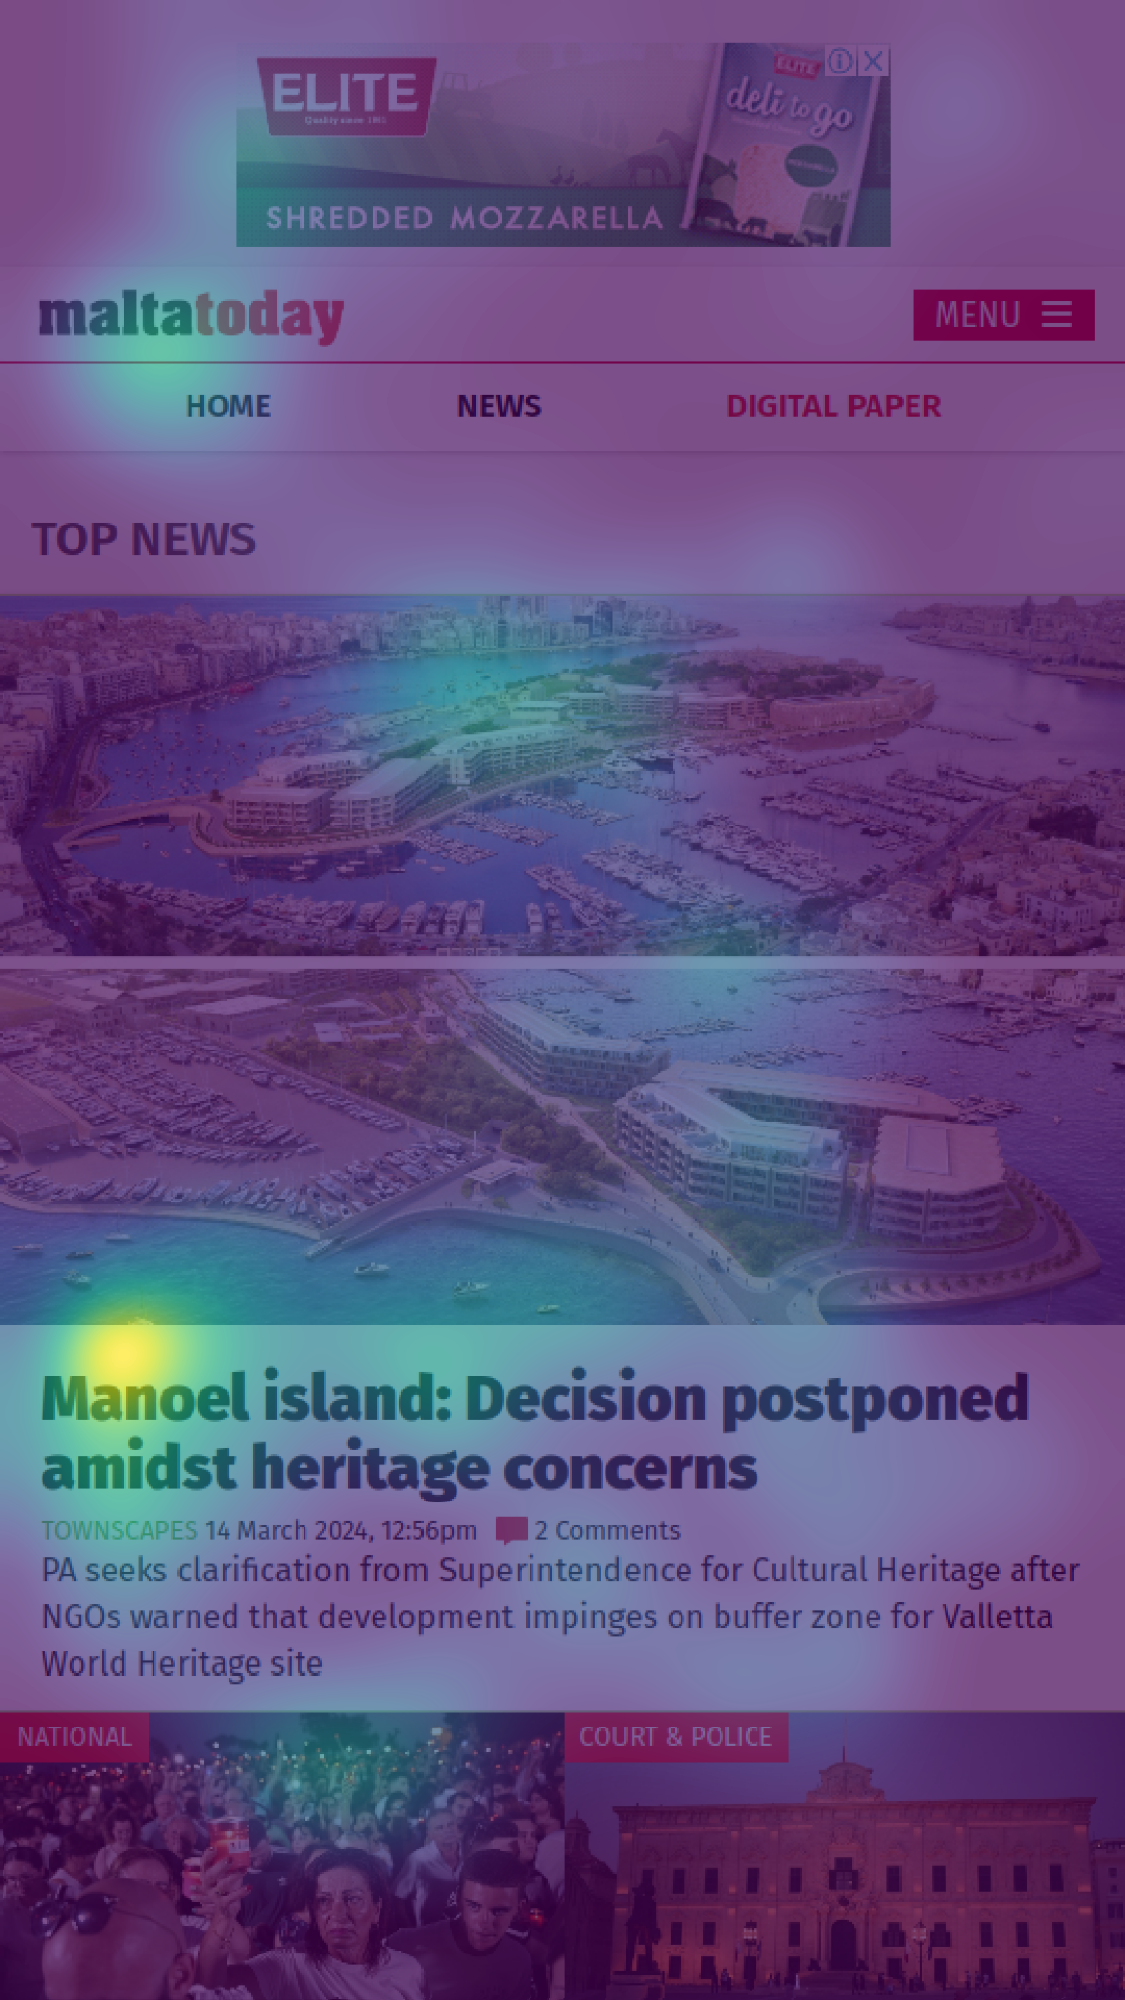 ELITE
Quality since 1881
ELITE
deli to go
MOZZARELLA
SHREDDED MOZZARELLA
maltatoday
MENU
HOME NEWS DIGITAL PAPER
TOP NEWS
Manoel island: Decision postponed
amidst heritage concerns
TOWNSCAPES 14 March 2024, 12:56pm 2 Comments
PA seeks clarification from Superintendence for Cultural Heritage after
NGOs warned that development impinges on buffer zone for Valletta
World Heritage site
NATIONAL
COURT & POLICE